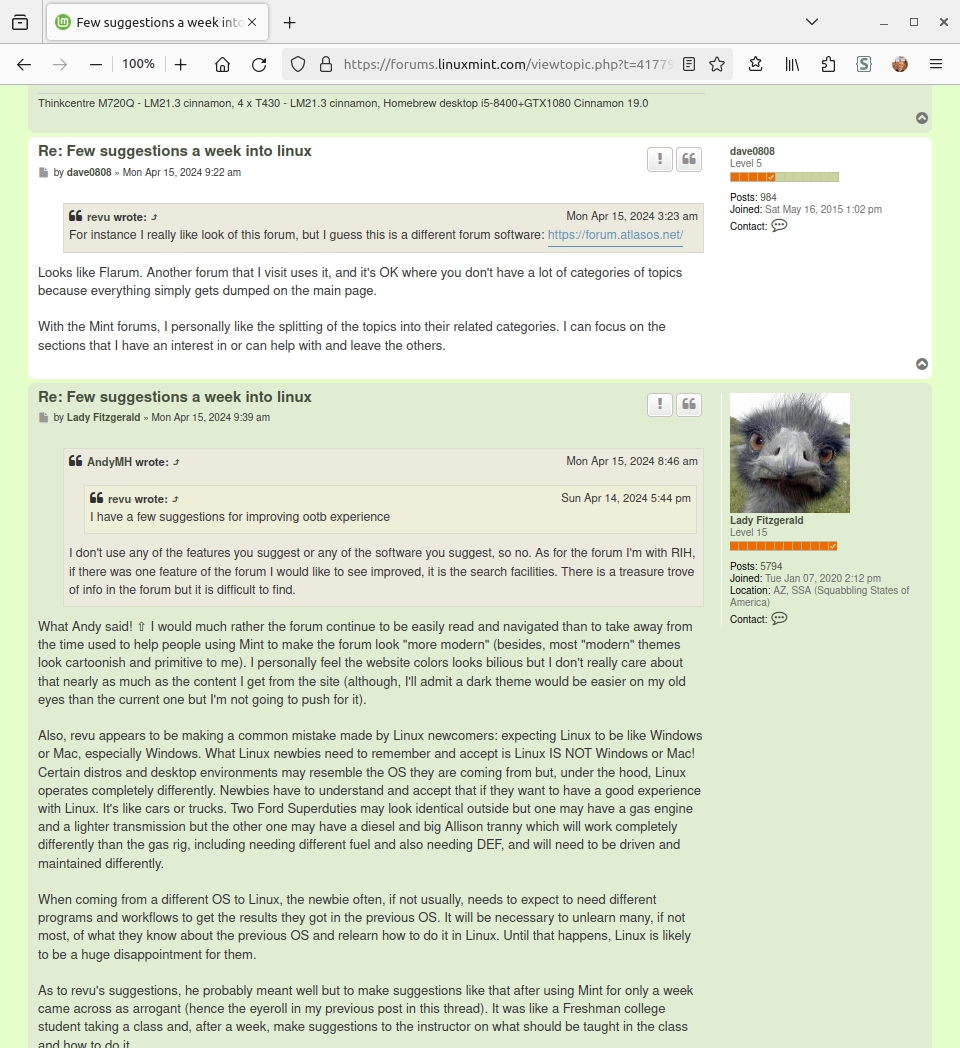 Few suggestions a week into
100%
https://forums.linuxmint.com/viewtopic.php?t=4177
Thinkcentre M720Q - LM21.3 cinnamon, 4 x T430 - LM21.3 cinnamon, Homebrew desktop i5-8400+GTX1080 Cinnamon 19.0
Re: Few suggestions a week into linux
by dave0808 » Mon Apr 15, 2024 9:22 am
dave0808
Level 5
Posts: 984
Joined: Sat May 16, 2015 1:02 pm
Contact:
revu wrote: Mon Apr 15, 2024 3:23 am
For instance I really like look of this forum, but I guess this is a different forum software: https://forum.atlasos.net/
Looks like Flarum. Another forum that I visit uses it, and it's OK where you don't have a lot of categories of topics
because everything simply gets dumped on the main page.
With the Mint forums, I personally like the splitting of the topics into their related categories. I can focus on the
sections that I have an interest in or can help with and leave the others.
Re: Few suggestions a week into linux
by Lady Fitzgerald » Mon Apr 15, 2024 9:39 am
Lady Fitzgerald
Level 15
Posts: 5794
Joined: Tue Jan 07, 2020 2:12 pm
Location: AZ, SSA (Squabbling States of
America)
Contact:
AndyMH wrote: Mon Apr 15, 2024 8:46 am
revu wrote: Sun Apr 14, 2024 5:44 pm
I have a few suggestions for improving ootb experience
I don't use any of the features you suggest or any of the software you suggest, so no. As for the forum I'm with RIH,
if there was one feature of the forum I would like to see improved, it is the search facilities. There is a treasure trove
of info in the forum but it is difficult to find.
What Andy said! ⇧ I would much rather the forum continue to be easily read and navigated than to take away from
the time used to help people using Mint to make the forum look "more modern" (besides, most "modern" themes
look cartoonish and primitive to me). I personally feel the website colors looks bilious but I don't really care about
that nearly as much as the content I get from the site (although, I'll admit a dark theme would be easier on my old
eyes than the current one but I'm not going to push for it).
Also, revu appears to be making a common mistake made by Linux newcomers: expecting Linux to be like Windows
or Mac, especially Windows. What Linux newbies need to remember and accept is Linux IS NOT Windows or Mac!
Certain distros and desktop environments may resemble the OS they are coming from but, under the hood, Linux
operates completely differently. Newbies have to understand and accept that if they want to have a good experience
with Linux. It's like cars or trucks. Two Ford Superduties may look identical outside but one may have a gas engine
and a lighter transmission but the other one may have a diesel and big Allison tranny which will work completely
differently than the gas rig, including needing different fuel and also needing DEF, and will need to be driven and
maintained differently.
When coming from a different OS to Linux, the newbie often, if not usually, needs to expect to need different
programs and workflows to get the results they got in the previous OS. It will be necessary to unlearn many, if not
most, of what they know about the previous OS and relearn how to do it in Linux. Until that happens, Linux is likely
to be a huge disappointment for them.
As to revu's suggestions, he probably meant well but to make suggestions like that after using Mint for only a week
came across as arrogant (hence the eyeroll in my previous post in this thread). It was like a Freshman college
student taking a class and, after a week, make suggestions to the instructor on what should be taught in the class
and how to do it.